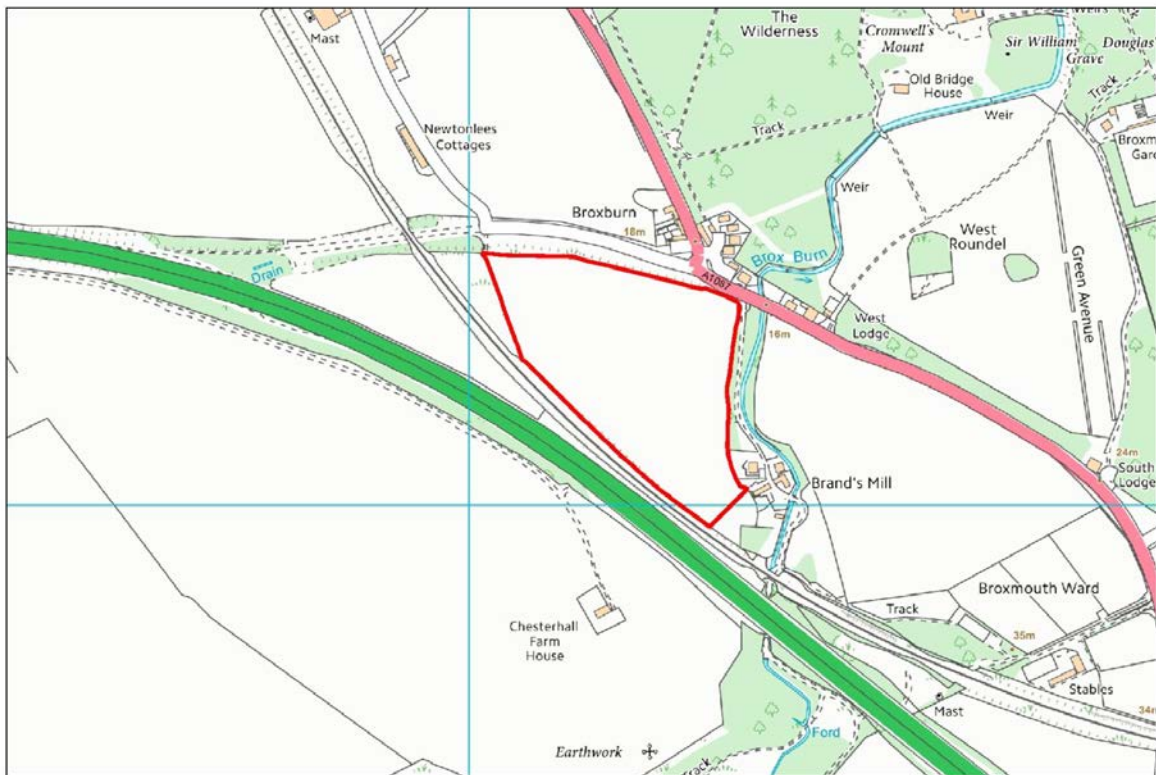 The
Wilderness
Cromwell's
Mount
Sir William
Grave
Douglas'
Weirs
Mast
Old Bridge
House
Track
Weir
Track
Newtonlees
Cottages
Broxm
Gard
Weir
Broxburn
18m
West
Roundel
Brox Burn
Drain
A1087
Green Avenue
West
Lodge
16m
24m
South
Lodge
Brand's Mill
Broxmouth Ward
Track
Chesterhall
Farm
House
35m
Stables
Mast
34m
Ford
Earthwork
Track